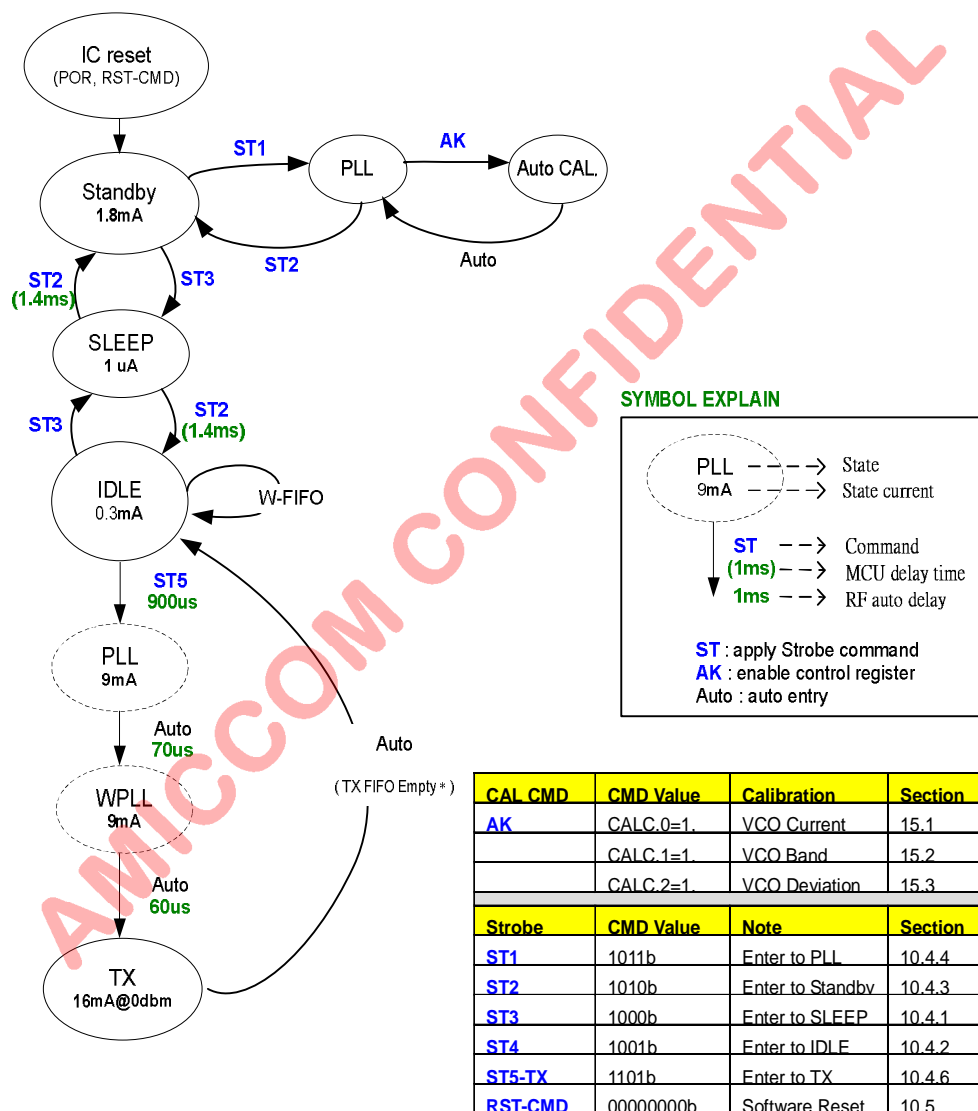 IC reset
(POR, RST-CMD)
ST1
AK
Standby
1.8mA
PLL
Auto CAL.
ST2
Auto
ST2
(1.4ms)
ST3
SLEEP
1 uA
ST3
ST2
(1.4ms)
IDLE
0.3mA
W-FIFO
ST5
900us
PLL
9mA
Auto
70us
WPLL
9mA
Auto
60us
TX
16mA@0dbm
Auto
( TX FIFO Empty * )
SYMBOL EXPLAIN
PLL State
9mA State current
ST Command
(1ms) MCU delay time
1ms RF auto delay
ST : apply Strobe command
AK : enable control register
Auto : auto entry
CAL CMD CMD Value Calibration Section
AK CALC.0=1. VCO Current 15.1
CALC.1=1. VCO Band 15.2
CALC.2=1. VCO Deviation 15.3
Strobe CMD Value Note Section
ST1 1011b Enter to PLL 10.4.4
ST2 1010b Enter to Standby 10.4.3
ST3 1000b Enter to SLEEP 10.4.1
ST4 1001b Enter to IDLE 10.4.2
ST5-TX 1101b Enter to TX 10.4.6
RST-CMD 00000000b Software Reset 10.5
AMICCOM CONFIDENTIAL